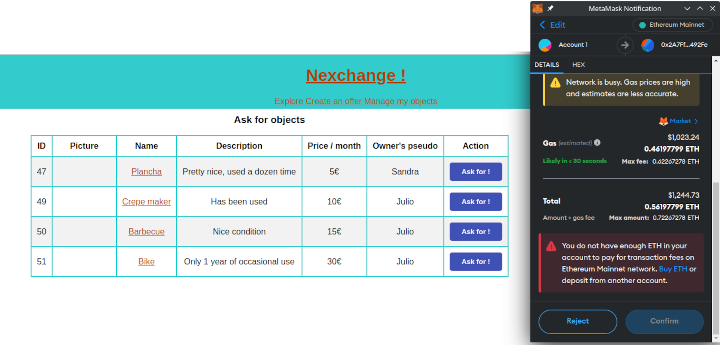 Nexchange !
Explore Create an offer Manage my objects
Ask for objects
ID Picture Name Description Price / month Owner's pseudo Action
47 Plancha Pretty nice, used a dozen time 5€ Sandra Ask for !
49 Crepe maker Has been used 10€ Julio Ask for !
50 Barbecue Nice condition 15€ Julio Ask for !
51 Bike Only 1 year of occasional use 30€ Julio Ask for !
MetaMask Notification
Edit Ethereum Mainnet
Account 1 0x2A7Ff...492Fe
DETAILS HEX
Network is busy. Gas prices are high
and estimates are less accurate.
Market >
$1,023.24
Gas (estimated) 0.46197799 ETH
Likely in < 30 seconds Max fee: 0.62267278 ETH
$1,244.73
Total 0.56197799 ETH
Amount + gas fee Max amount: 0.72267278 ETH
You do not have enough ETH in your
account to pay for transaction fees on
Ethereum Mainnet network. Buy ETH or
deposit from another account.
Reject Confirm